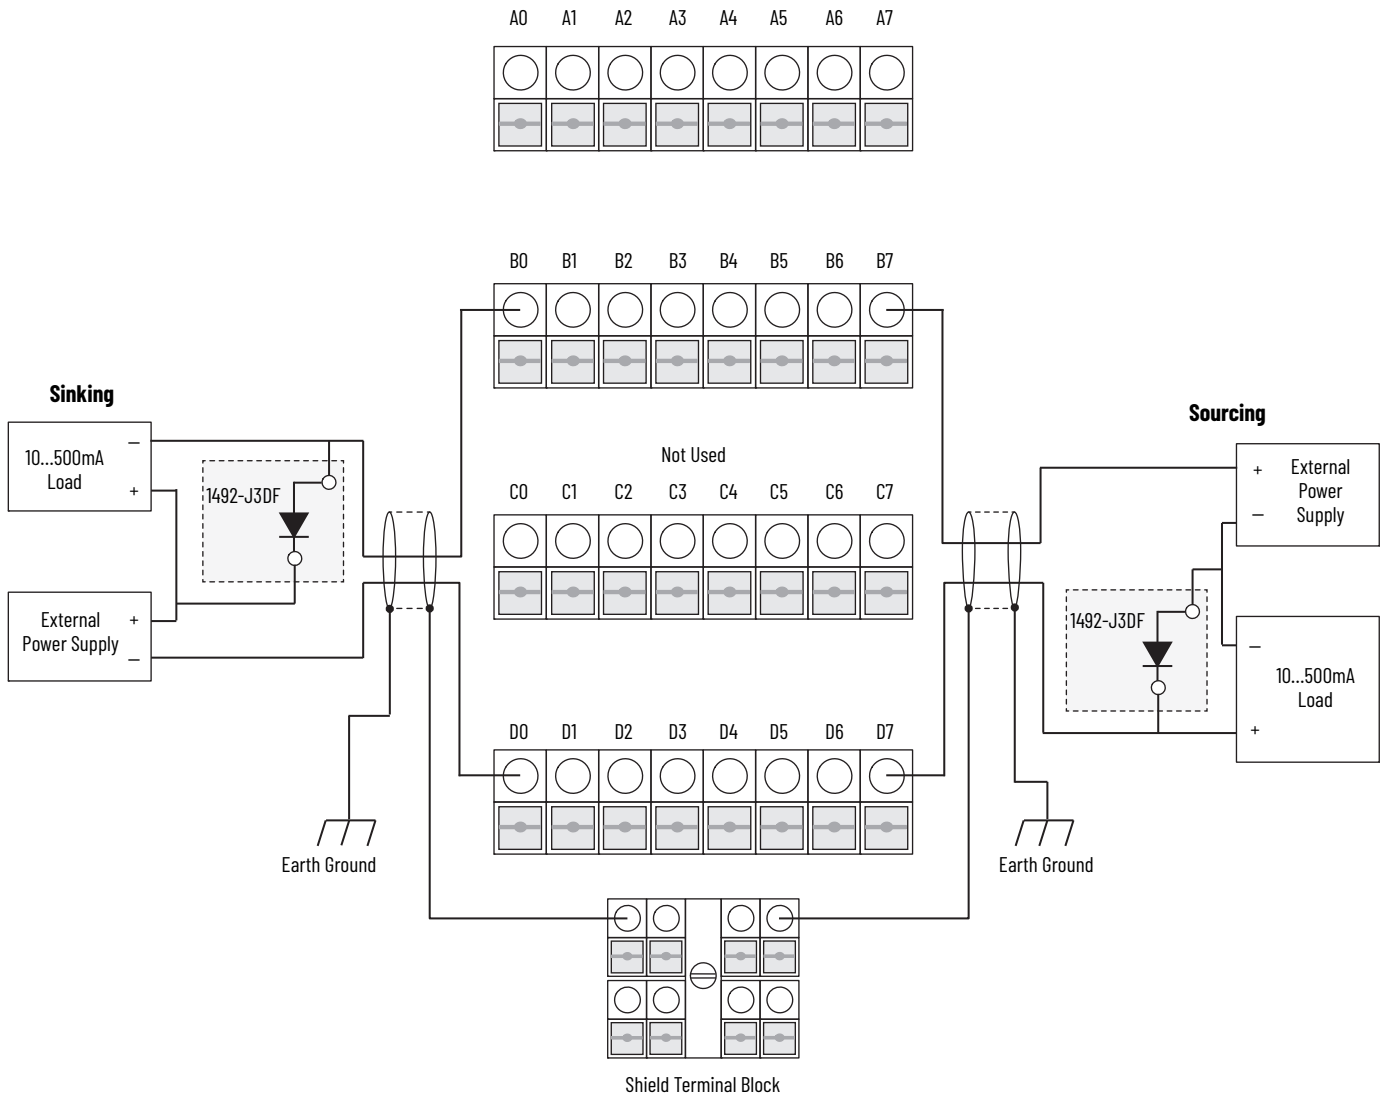 A0 A1 A2 A3 A4 A5 A6 A7
B0 B1 B2 B3 B4 B5 B6 B7
Sinking
10...500mA
Load
–
+
1492-J3DF
External
Power Supply
+
–
Earth Ground
Not Used
C0 C1 C2 C3 C4 C5 C6 C7
D0 D1 D2 D3 D4 D5 D6 D7
Sourcing
+
–
External
Power
Supply
1492-J3DF
–
+
10...500mA
Load
Earth Ground
Shield Terminal Block